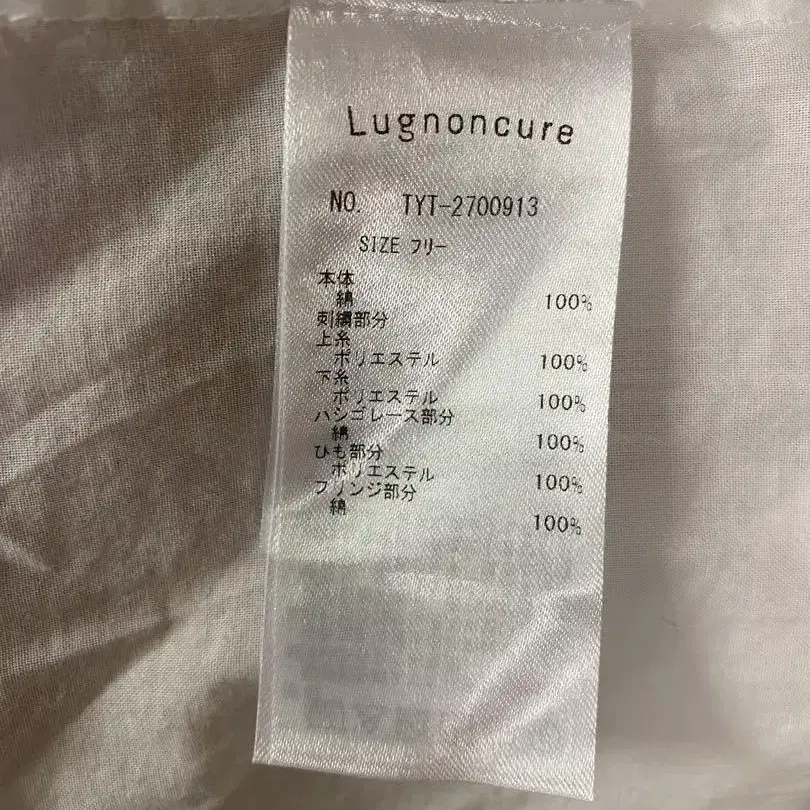 Lugnoncure
NO. TYT-2700913
SIZE フリー
本体
綿 100%
刺繍部分
上糸
ポリエステル 100%
下糸
ポリエステル 100%
ハシゴレース部分
綿 100%
ひも部分
ポリエステル 100%
フリンジ部分
綿 100%